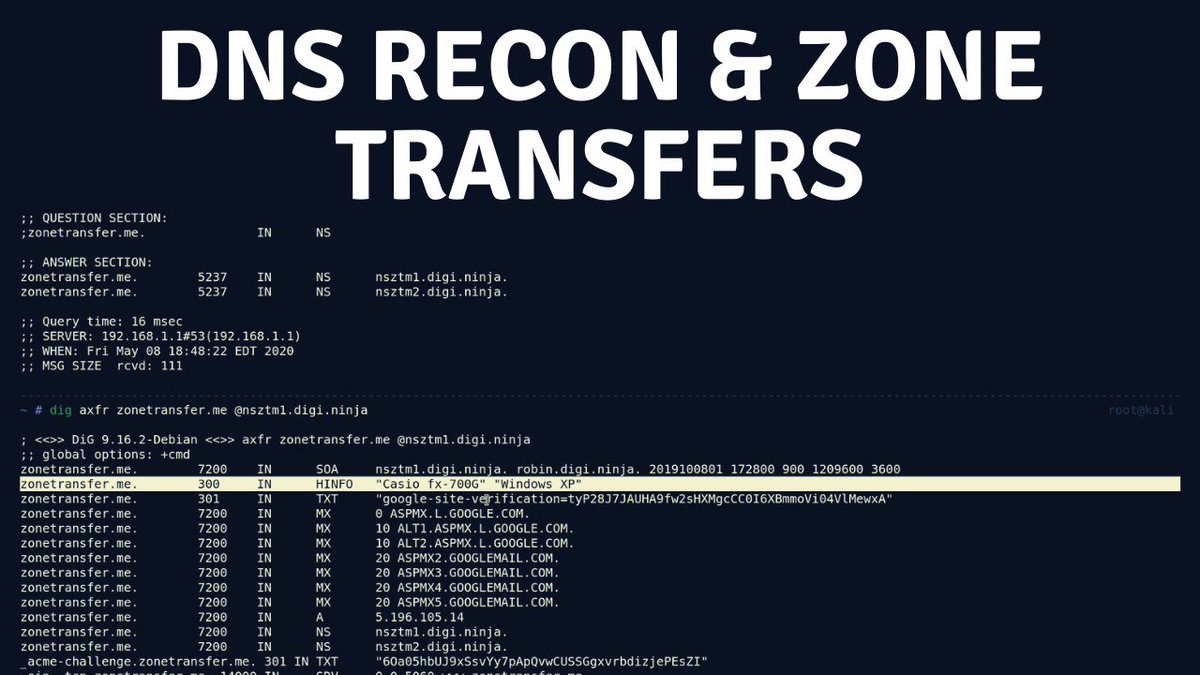 DNS RECON & ZONE
TRANSFERS
;; QUESTION SECTION:
;zonetransfer.me. IN NS
;; ANSWER SECTION:
zonetransfer.me. 5237 IN NS nsztm1.digi.ninja.
zonetransfer.me. 5237 IN NS nsztm2.digi.ninja.
;; Query time: 16 msec
;; SERVER: 192.168.1.1#53(192.168.1.1)
;; WHEN: Fri May 08 18:48:22 EDT 2020
;; MSG SIZE rcvd: 111
~ # dig axfr zonetransfer.me @nsztm1.digi.ninja root@kali
; <<>> DiG 9.16.2-Debian <<>> axfr zonetransfer.me @nsztm1.digi.ninja
;; global options: +cmd
zonetransfer.me. 7200 IN SOA nsztm1.digi.ninja. robin.digi.ninja. 2019100801 172800 900 1209600 3600
zonetransfer.me. 300 IN HINFO "Casio fx-700G" "Windows XP"
zonetransfer.me. 301 IN TXT "google-site-verification=tyP28J7JAUHA9fw2sHXMgcCC0I6XBmmoVi04VlMewxA"
zonetransfer.me. 7200 IN MX 0 ASPMX.L.GOOGLE.COM.
zonetransfer.me. 7200 IN MX 10 ALT1.ASPMX.L.GOOGLE.COM.
zonetransfer.me. 7200 IN MX 10 ALT2.ASPMX.L.GOOGLE.COM.
zonetransfer.me. 7200 IN MX 20 ASPMX2.GOOGLEMAIL.COM.
zonetransfer.me. 7200 IN MX 20 ASPMX3.GOOGLEMAIL.COM.
zonetransfer.me. 7200 IN MX 20 ASPMX4.GOOGLEMAIL.COM.
zonetransfer.me. 7200 IN MX 20 ASPMX5.GOOGLEMAIL.COM.
zonetransfer.me. 7200 IN A 5.196.105.14
zonetransfer.me. 7200 IN NS nsztm1.digi.ninja.
zonetransfer.me. 7200 IN NS nsztm2.digi.ninja.
_acme-challenge.zonetransfer.me. 301 IN TXT "6Oa05hbUJ9xSsvYy7pApQvwCUSSGgxvrbdizjePEsZI"